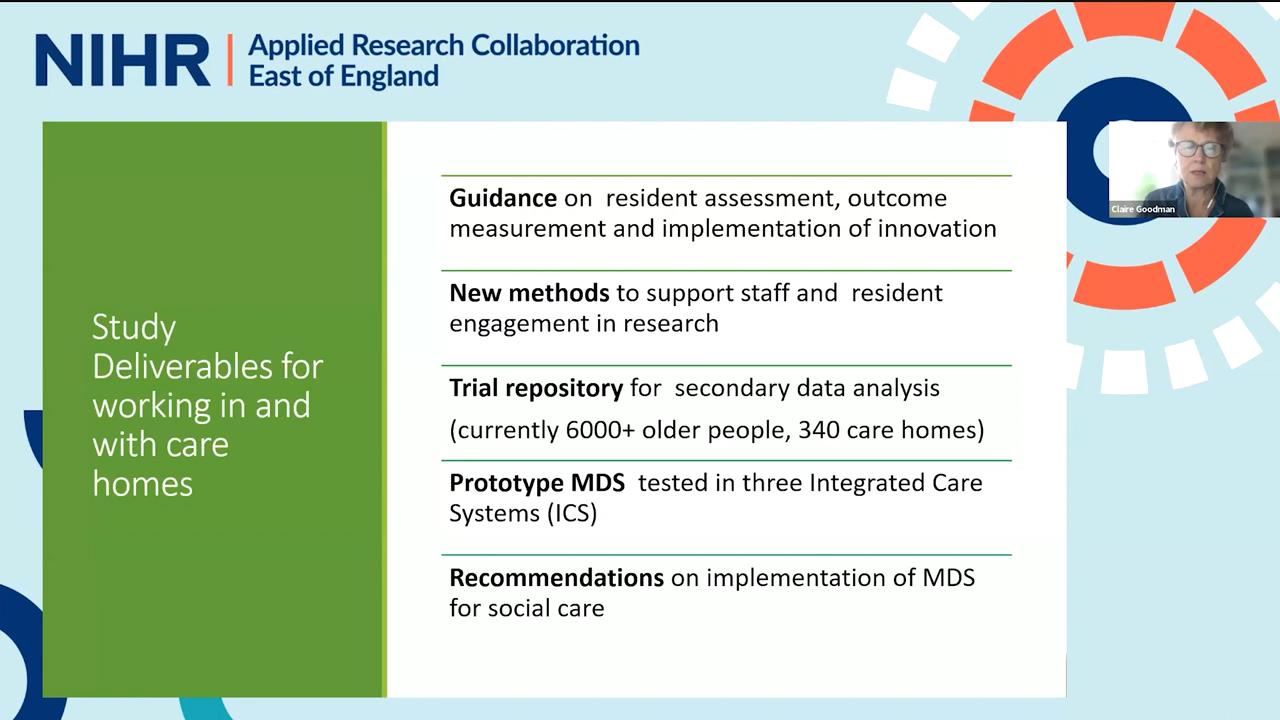 NIHR
Applied Research Collaboration
East of England
Claire Goodman
Study
Deliverables for
working in and
with care
homes
Guidance on resident assessment, outcome
measurement and implementation of innovation
New methods to support staff and resident
engagement in research
Trial repository for secondary data analysis
(currently 6000+ older people, 340 care homes)
Prototype MDS tested in three Integrated Care
Systems (ICS)
Recommendations on implementation of MDS
for social care